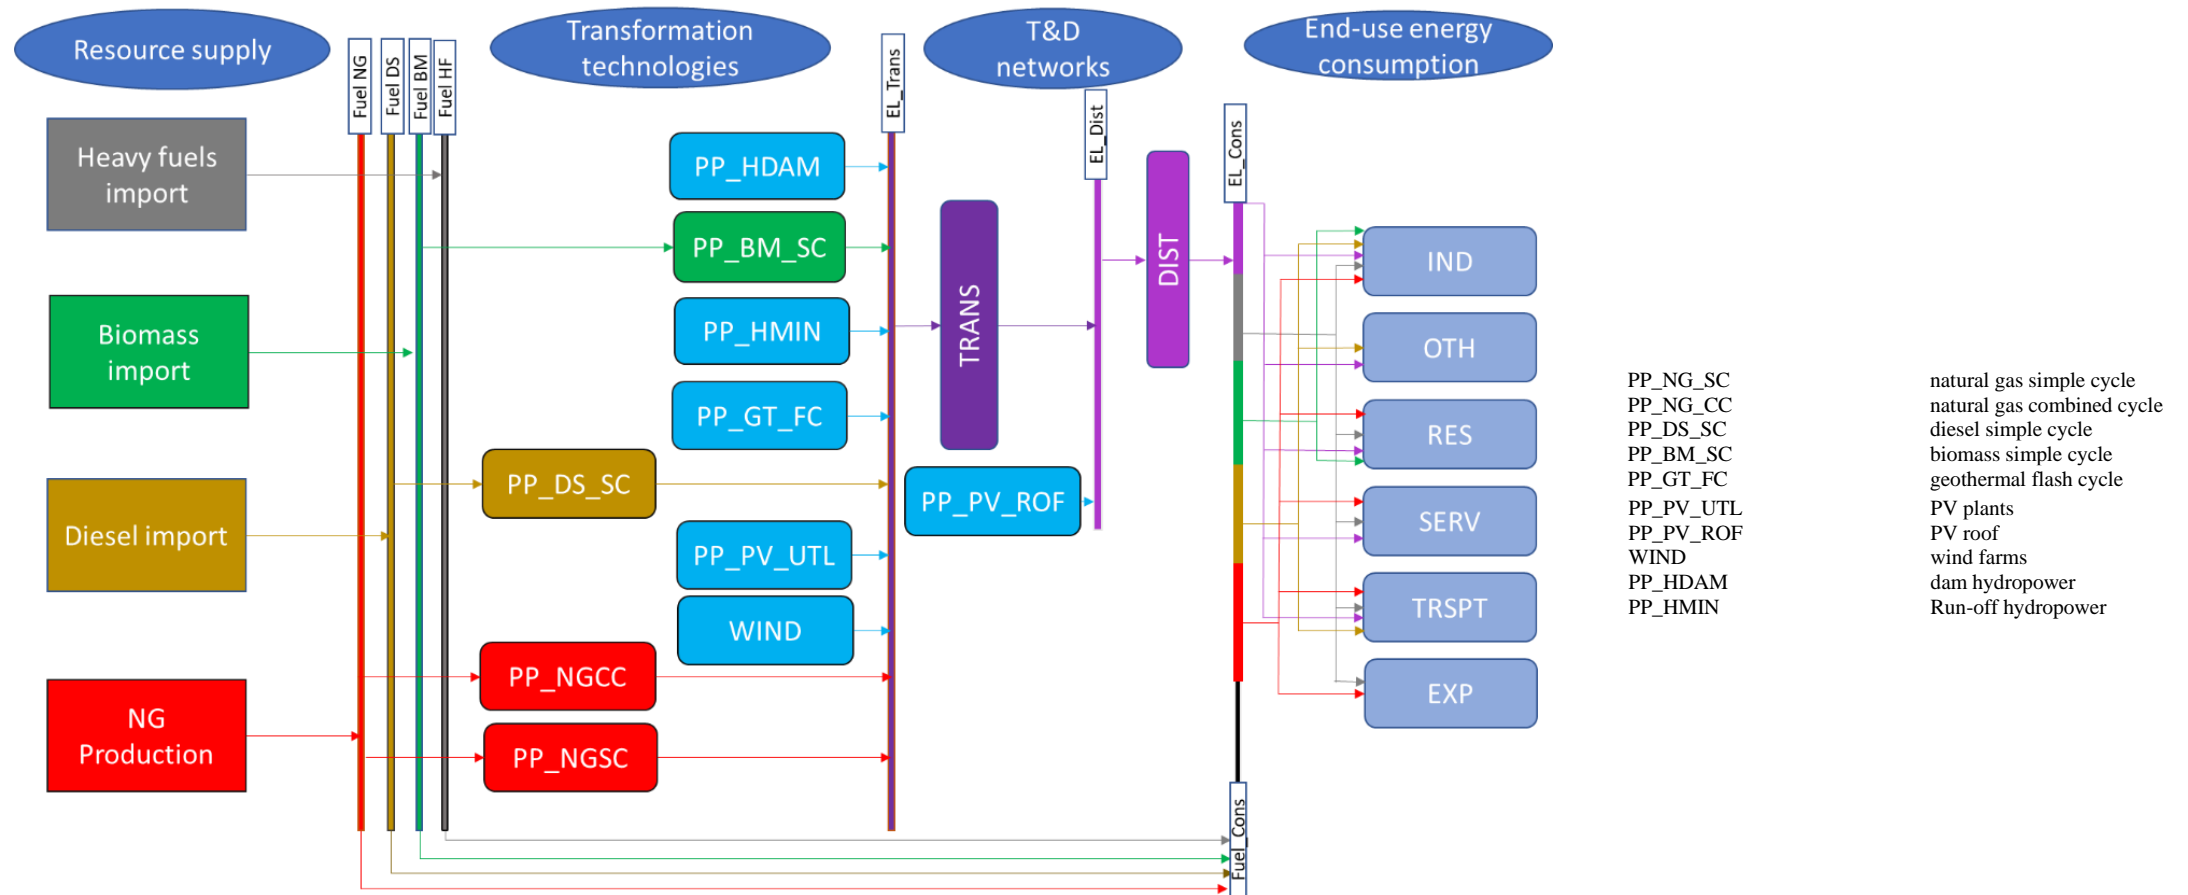 Resource supply
Fuel NG
Fuel DS
Fuel BM
Fuel HF
Transformation
technologies
EL_Trans
T&D
networks
EL_Dist
EL_Cons
End-use energy
consumption
Heavy fuels
import
Biomass
import
Diesel import
NG
Production
PP_HDAM
PP_BM_SC
PP_HMIN
PP_GT_FC
PP_DS_SC
PP_PV_UTL
WIND
PP_NGCC
PP_NGSC
TRANS
PP_PV_ROF
DIST
IND
OTH
RES
SERV
TRSPT
EXP
Fuel_Cons
PP_NG_SC natural gas simple cycle
PP_NG_CC natural gas combined cycle
PP_DS_SC diesel simple cycle
PP_BM_SC biomass simple cycle
PP_GT_FC geothermal flash cycle
PP_PV_UTL PV plants
PP_PV_ROF PV roof
WIND wind farms
PP_HDAM dam hydropower
PP_HMIN Run-off hydropower